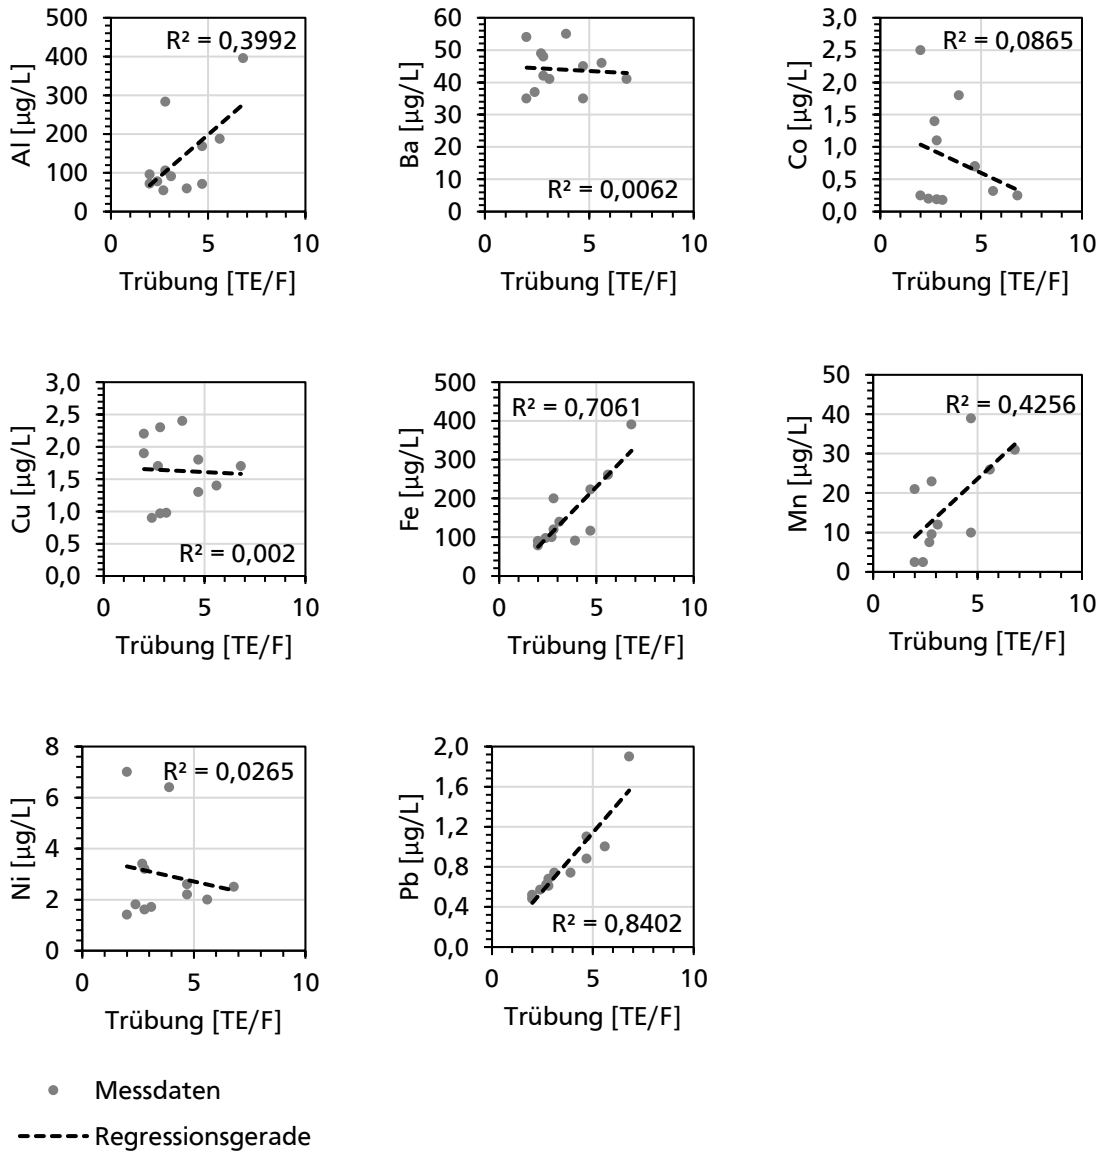 Al [µg/L]
500
400
300
200
100
0
R² = 0,3992
0 5 10
Trübung [TE/F]
Ba [µg/L]
60
50
40
30
20
10
0
R² = 0,0062
0 5 10
Trübung [TE/F]
Co [µg/L]
3,0
2,5
2,0
1,5
1,0
0,5
0,0
R² = 0,0865
0 5 10
Trübung [TE/F]
Cu [µg/L]
3,0
2,5
2,0
1,5
1,0
0,5
0,0
R² = 0,002
0 5 10
Trübung [TE/F]
Fe [µg/L]
500
400
300
200
100
0
R² = 0,7061
0 5 10
Trübung [TE/F]
Mn [µg/L]
50
40
30
20
10
0
R² = 0,4256
0 5 10
Trübung [TE/F]
Ni [µg/L]
8
6
4
2
0
R² = 0,0265
0 5 10
Trübung [TE/F]
Pb [µg/L]
2,0
1,6
1,2
0,8
0,4
0,0
R² = 0,8402
0 5 10
Trübung [TE/F]
Messdaten
Regressionsgerade